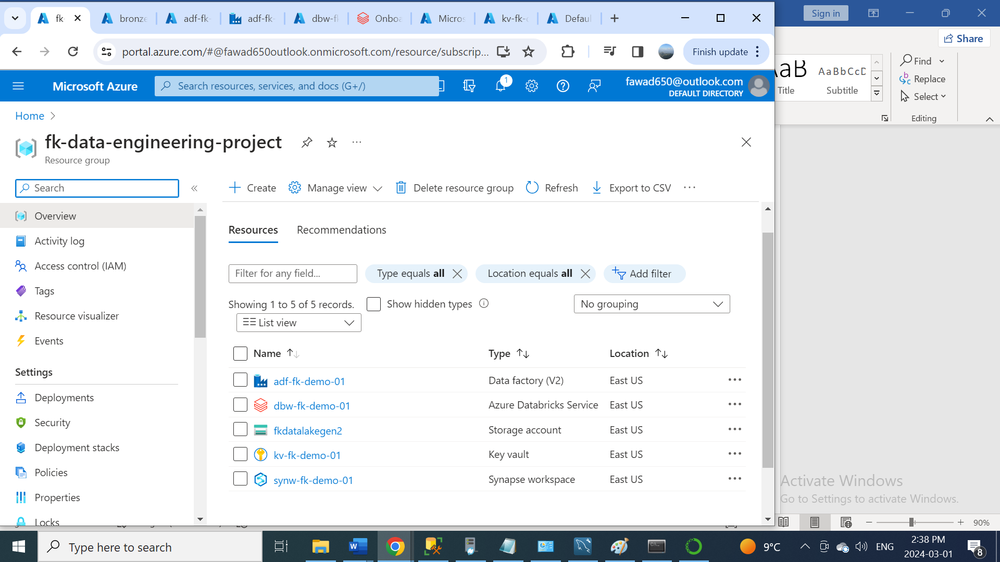 fk-
bronze
adf-fk-
adf-fk-
dbw-f
Onboa
Micros
kv-fk-
Defaul
Sign in
portal.azure.com/#@fawad650outlook.onmicrosoft.com/resource/subscrip...
Finish update
Share
Microsoft Azure
Search resources, services, and docs (G+/)
1
fawad650@outlook.com
DEFAULT DIRECTORY
AaB
AaBbCcD
Title
Subtitle
Find
Replace
Select
Editing
Home
fk-data-engineering-project
Resource group
Search
Create
Manage view
Delete resource group
Refresh
Export to CSV
Overview
Activity log
Access control (IAM)
Tags
Resource visualizer
Events
Settings
Deployments
Security
Deployment stacks
Policies
Properties
Locks
Resources
Recommendations
Filter for any field...
Type equals all
Location equals all
Add filter
Showing 1 to 5 of 5 records.
Show hidden types
No grouping
List view
Name
Type
Location
adf-fk-demo-01
Data factory (V2)
East US
dbw-fk-demo-01
Azure Databricks Service
East US
fkdatalakegen2
Storage account
East US
kv-fk-demo-01
Key vault
East US
synw-fk-demo-01
Synapse workspace
East US
Activate Windows
Go to Settings to activate Windows.
90%
Type here to search
9°C
ENG
2:38 PM
2024-03-01
8